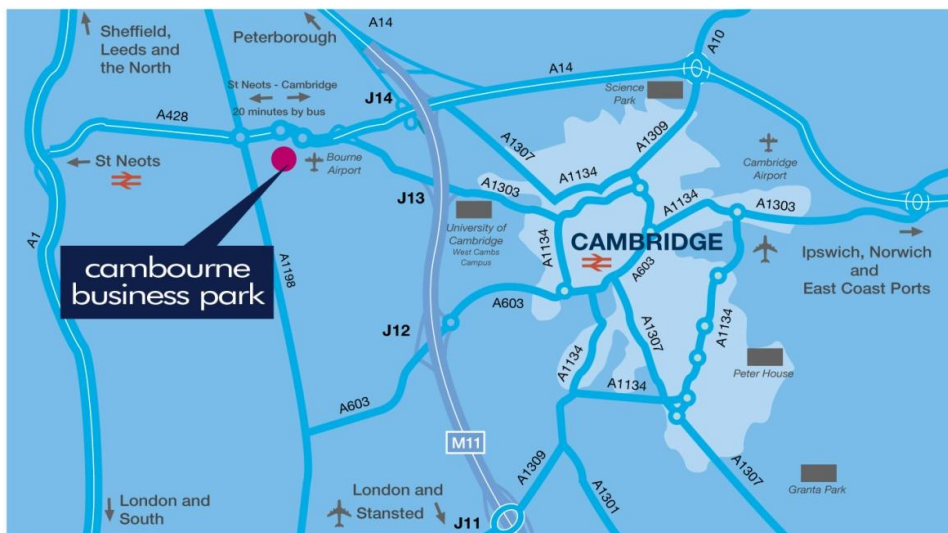 A14
A10
Sheffield,
Leeds and
the North
Peterborough
St Neots - Cambridge
20 minutes by bus
J14
A14
Science
Park
A428
A1307
A1309
St Neots
Bourne
Airport
Cambridge
Airport
A1134
J13
A1303
University of
Cambridge
West Cambs
Campus
A1134
A1134
A1303
CAMBRIDGE
A603
Ipswich, Norwich
and
East Coast Ports
A1
cambourne
business park
A1198
A603
J12
A1134
A1307
A1134
A1134
Peter House
A603
M11
A1309
A1301
A1307
Granta Park
London and
South
London and
Stansted
J11